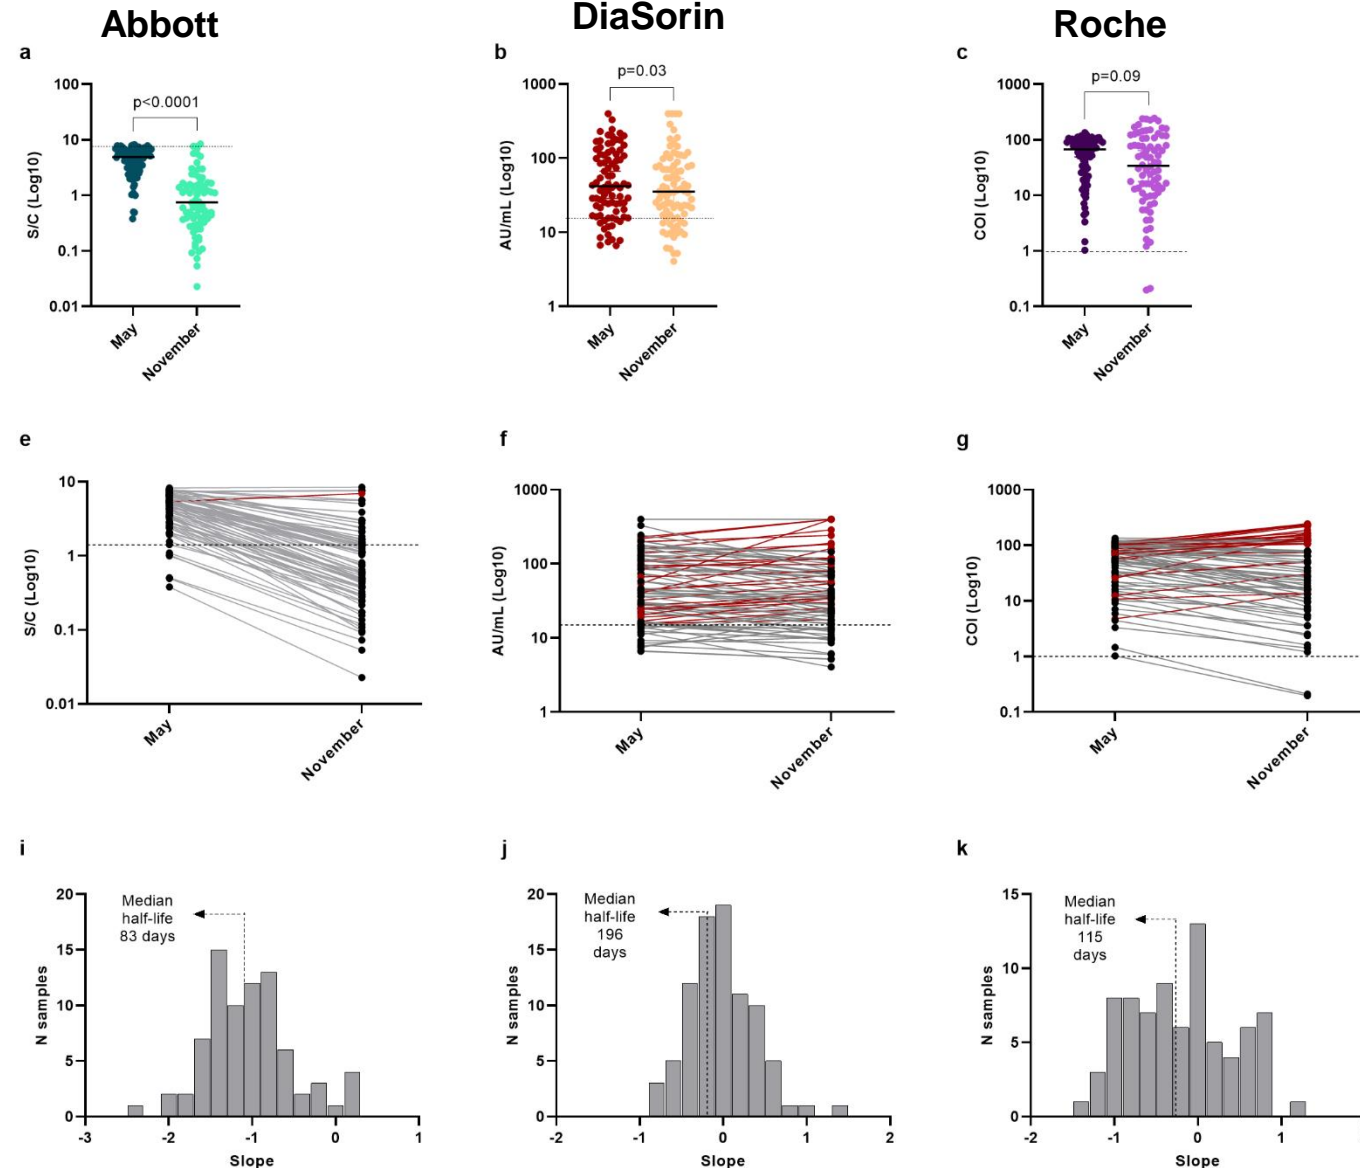 Abbott
DiaSorin
Roche
a
100
10
1
0.1
0.01
S/C (Log10)
p<0.0001
May
November
b
1000
100
10
1
AU/mL (Log10)
p=0.03
May
November
c
1000
100
10
1
0.1
COI (Log10)
p=0.09
May
November
e
10
1
0.1
0.01
S/C (Log10)
May
November
f
1000
100
10
1
AU/mL (Log10)
May
November
g
1000
100
10
1
0.1
COI (Log10)
May
November
i
20
15
10
5
0
N samples
Median
half-life
83 days
-3
-2
-1
0
1
Slope
j
20
15
10
5
0
N samples
Median
half-life
196
days
-2
-1
0
1
2
Slope
k
15
10
5
0
N samples
Median
half-life
115
days
-2
-1
0
1
Slope